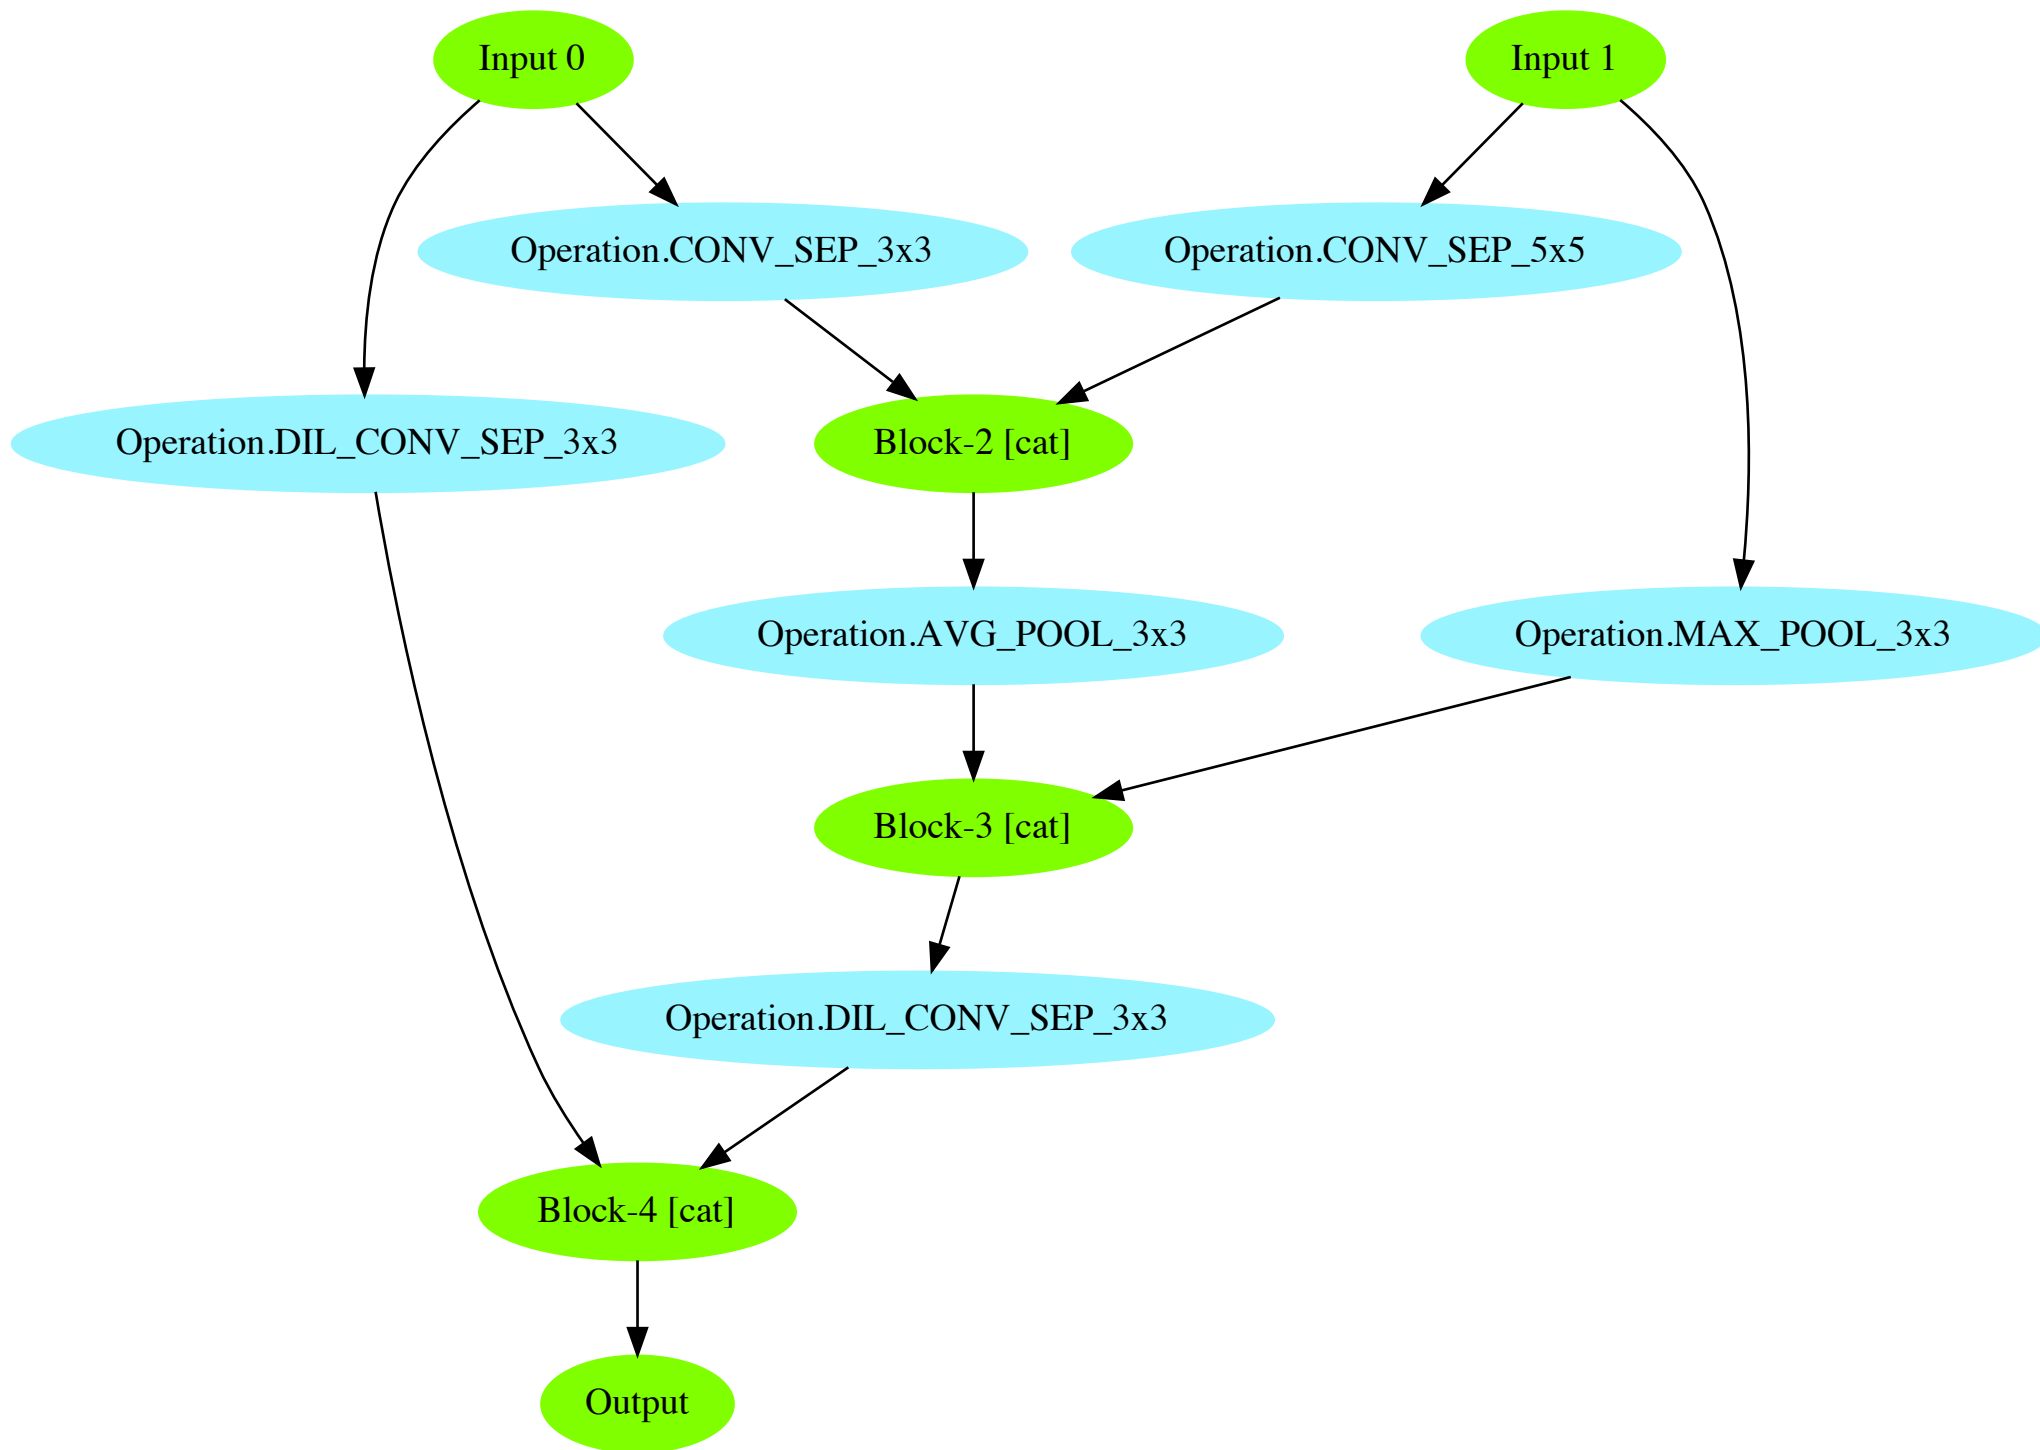 Input 0
Input 1
Operation.CONV_SEP_3x3
Operation.CONV_SEP_5x5
Operation.DIL_CONV_SEP_3x3
Block-2 [cat]
Operation.AVG_POOL_3x3
Operation.MAX_POOL_3x3
Block-3 [cat]
Operation.DIL_CONV_SEP_3x3
Block-4 [cat]
Output